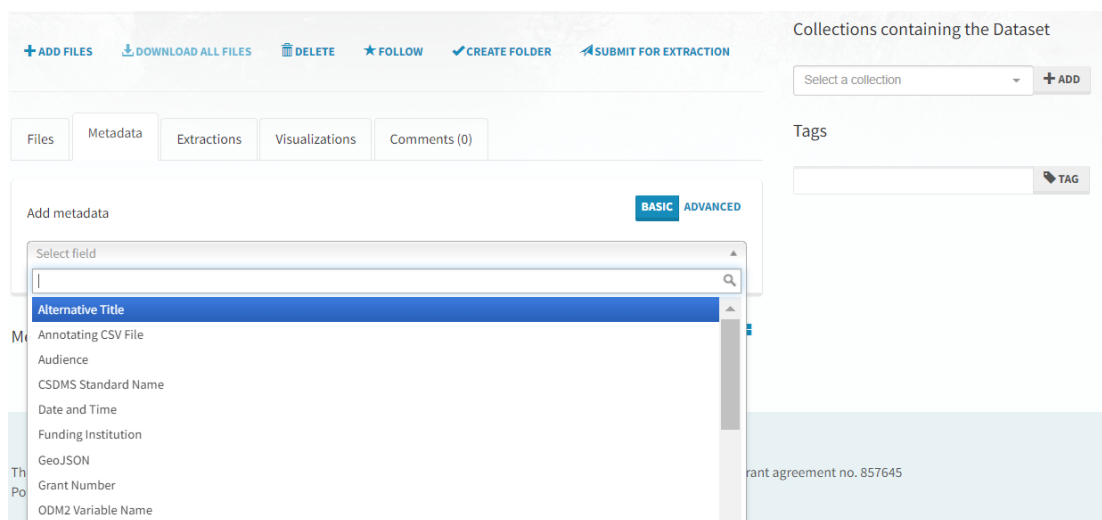 ADD FILES DOWNLOAD ALL FILES DELETE FOLLOW CREATE FOLDER SUBMIT FOR EXTRACTION
Files Metadata Extractions Visualizations Comments (0)
Add metadata
BASIC ADVANCED
Select field
Alternative Title
Annotating CSV File
Audience
CSDMS Standard Name
Date and Time
Funding Institution
GeoJSON
Grant Number
ODM2 Variable Name
Me
Th
rant agreement no. 857645
Po
Collections containing the Dataset
Select a collection
ADD
Tags
TAG